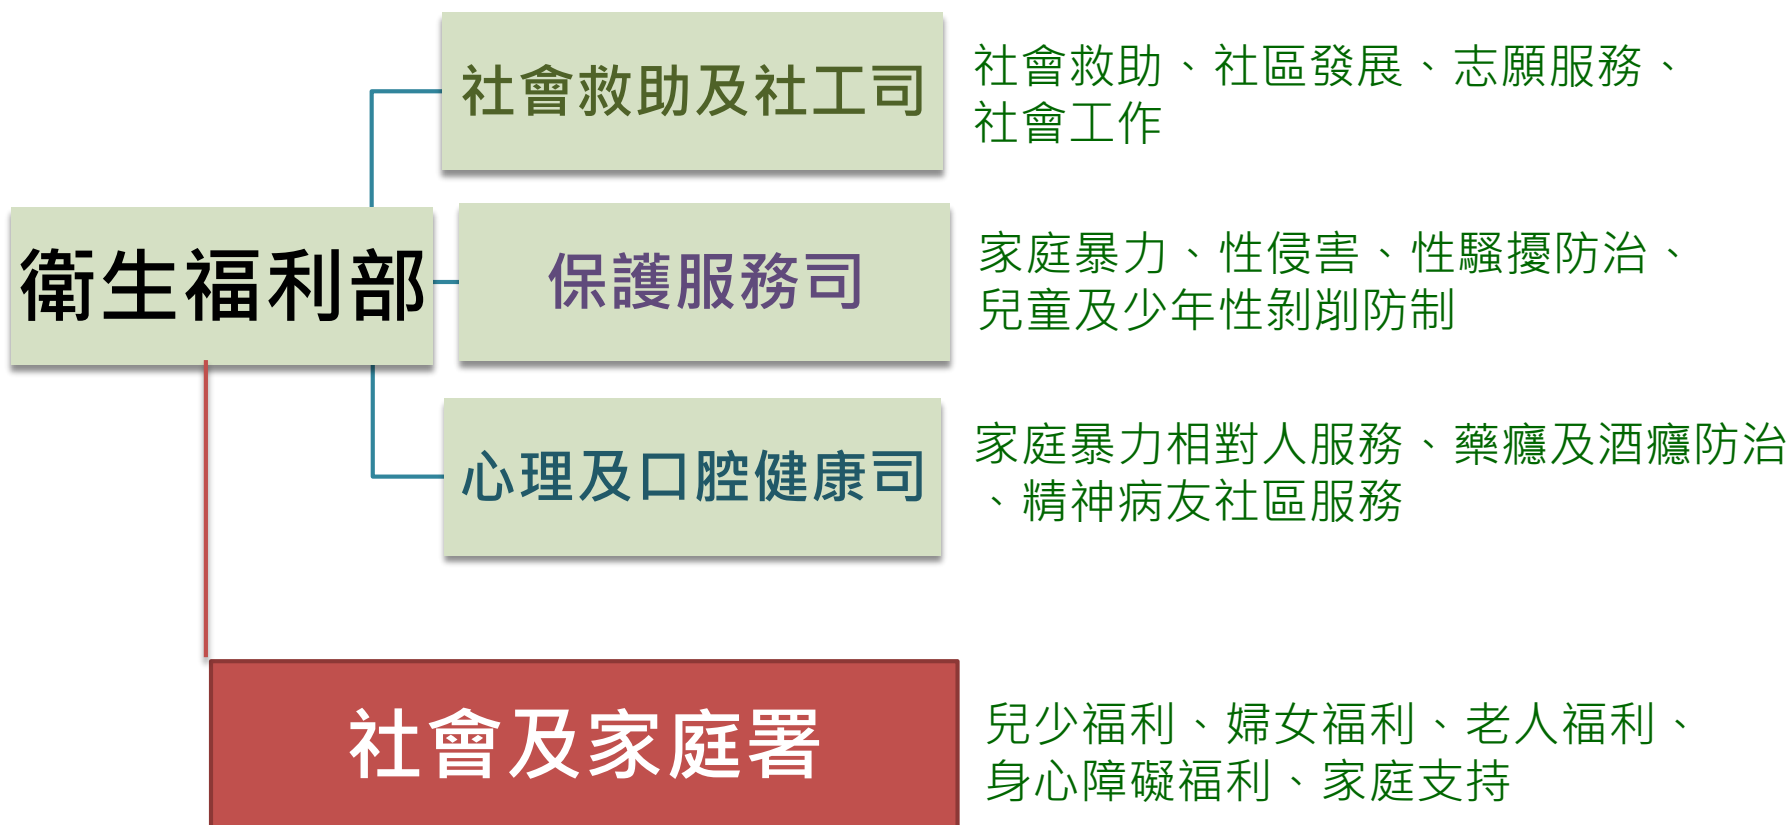 社會救助及社工司
社會救助、社區發展、志願服務、
社會工作
衛生福利部
保護服務司
家庭暴力、性侵害、性騷擾防治、
兒童及少年性剝削防制
心理及口腔健康司
家庭暴力相對人服務、藥癮及酒癮防治
、精神病友社區服務
社會及家庭署
兒少福利、婦女福利、老人福利、
身心障礙福利、家庭支持